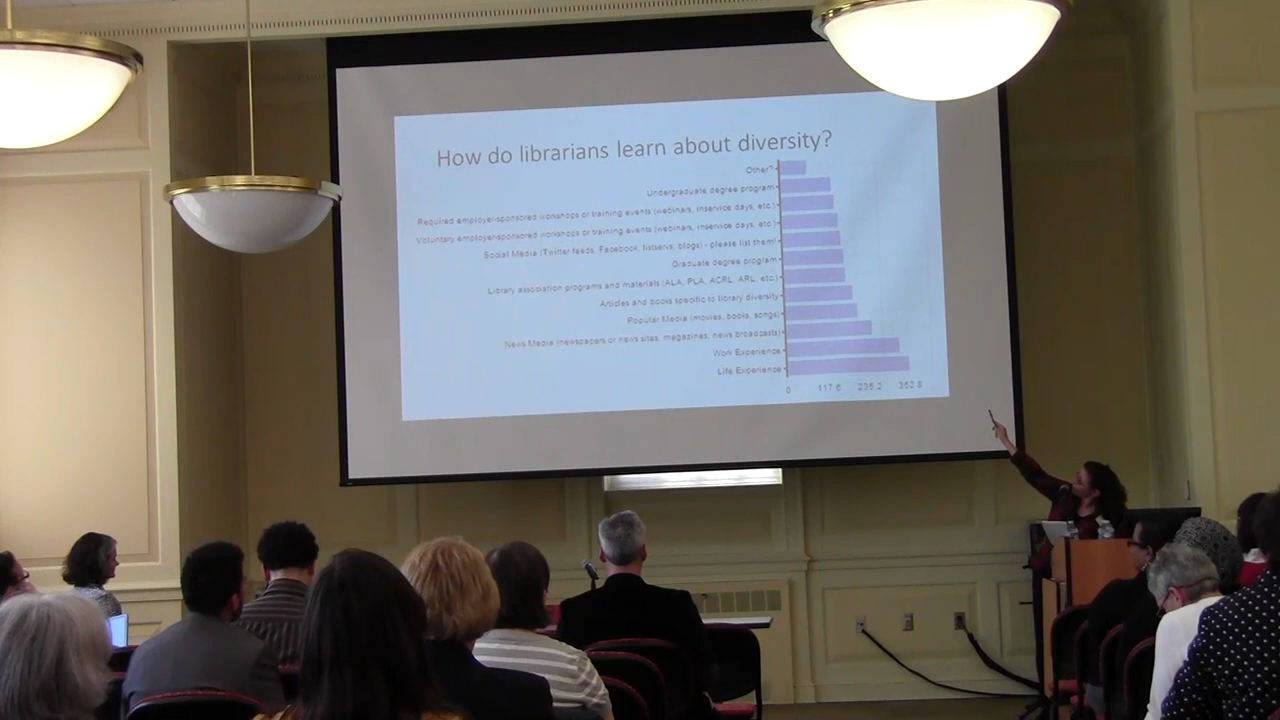 How do librarians learn about diversity?
Other?
Undergraduate degree program
Required employer-sponsored workshops or training events (webinars, inservice days, etc.)
Voluntary employer-sponsored workshops or training events (webinars, inservice days, etc.)
Social Media (Twitter feeds, Facebook, listservs, blogs) - please list them!
Graduate degree program
Library association programs and materials (ALA, PLA, ACRL, ARL, etc.)
Articles and books specific to library diversity
Popular Media (movies, books, songs)
News Media (newspapers or news sites, magazines, news broadcasts)
Work Experience
Life Experience
0 117.6 235.2 352.8